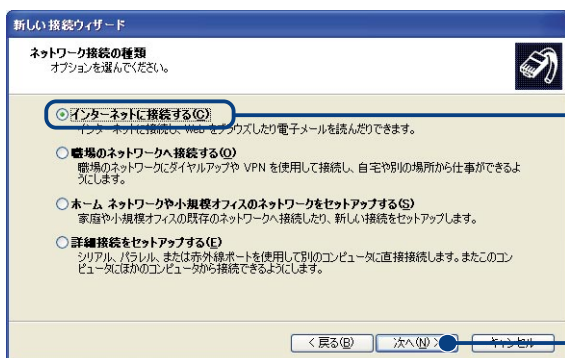 新しい接続ウィザード
ネットワーク接続の種類
オプションを選んでください。
インターネットに接続する(C)
インターネットに接続し、Web をブラウズしたり電子メールを読んだりできます。
職場のネットワークへ接続する(O)
職場のネットワークにダイヤルアップや VPN を使用して接続し、自宅や別の場所から仕事ができるよ
うにします。
ホーム ネットワークや小規模オフィスのネットワークをセットアップする(S)
家庭や小規模オフィスの既存のネットワークへ接続したり、新しい接続をセットアップします。
詳細接続をセットアップする(E)
シリアル、パラレル、または赤外線ポートを使用して別のコンピュータに直接接続します。またこのコン
ピュータにほかのコンピュータから接続できるようにします。
< 戻る(B) 次へ(N) > キャンセル